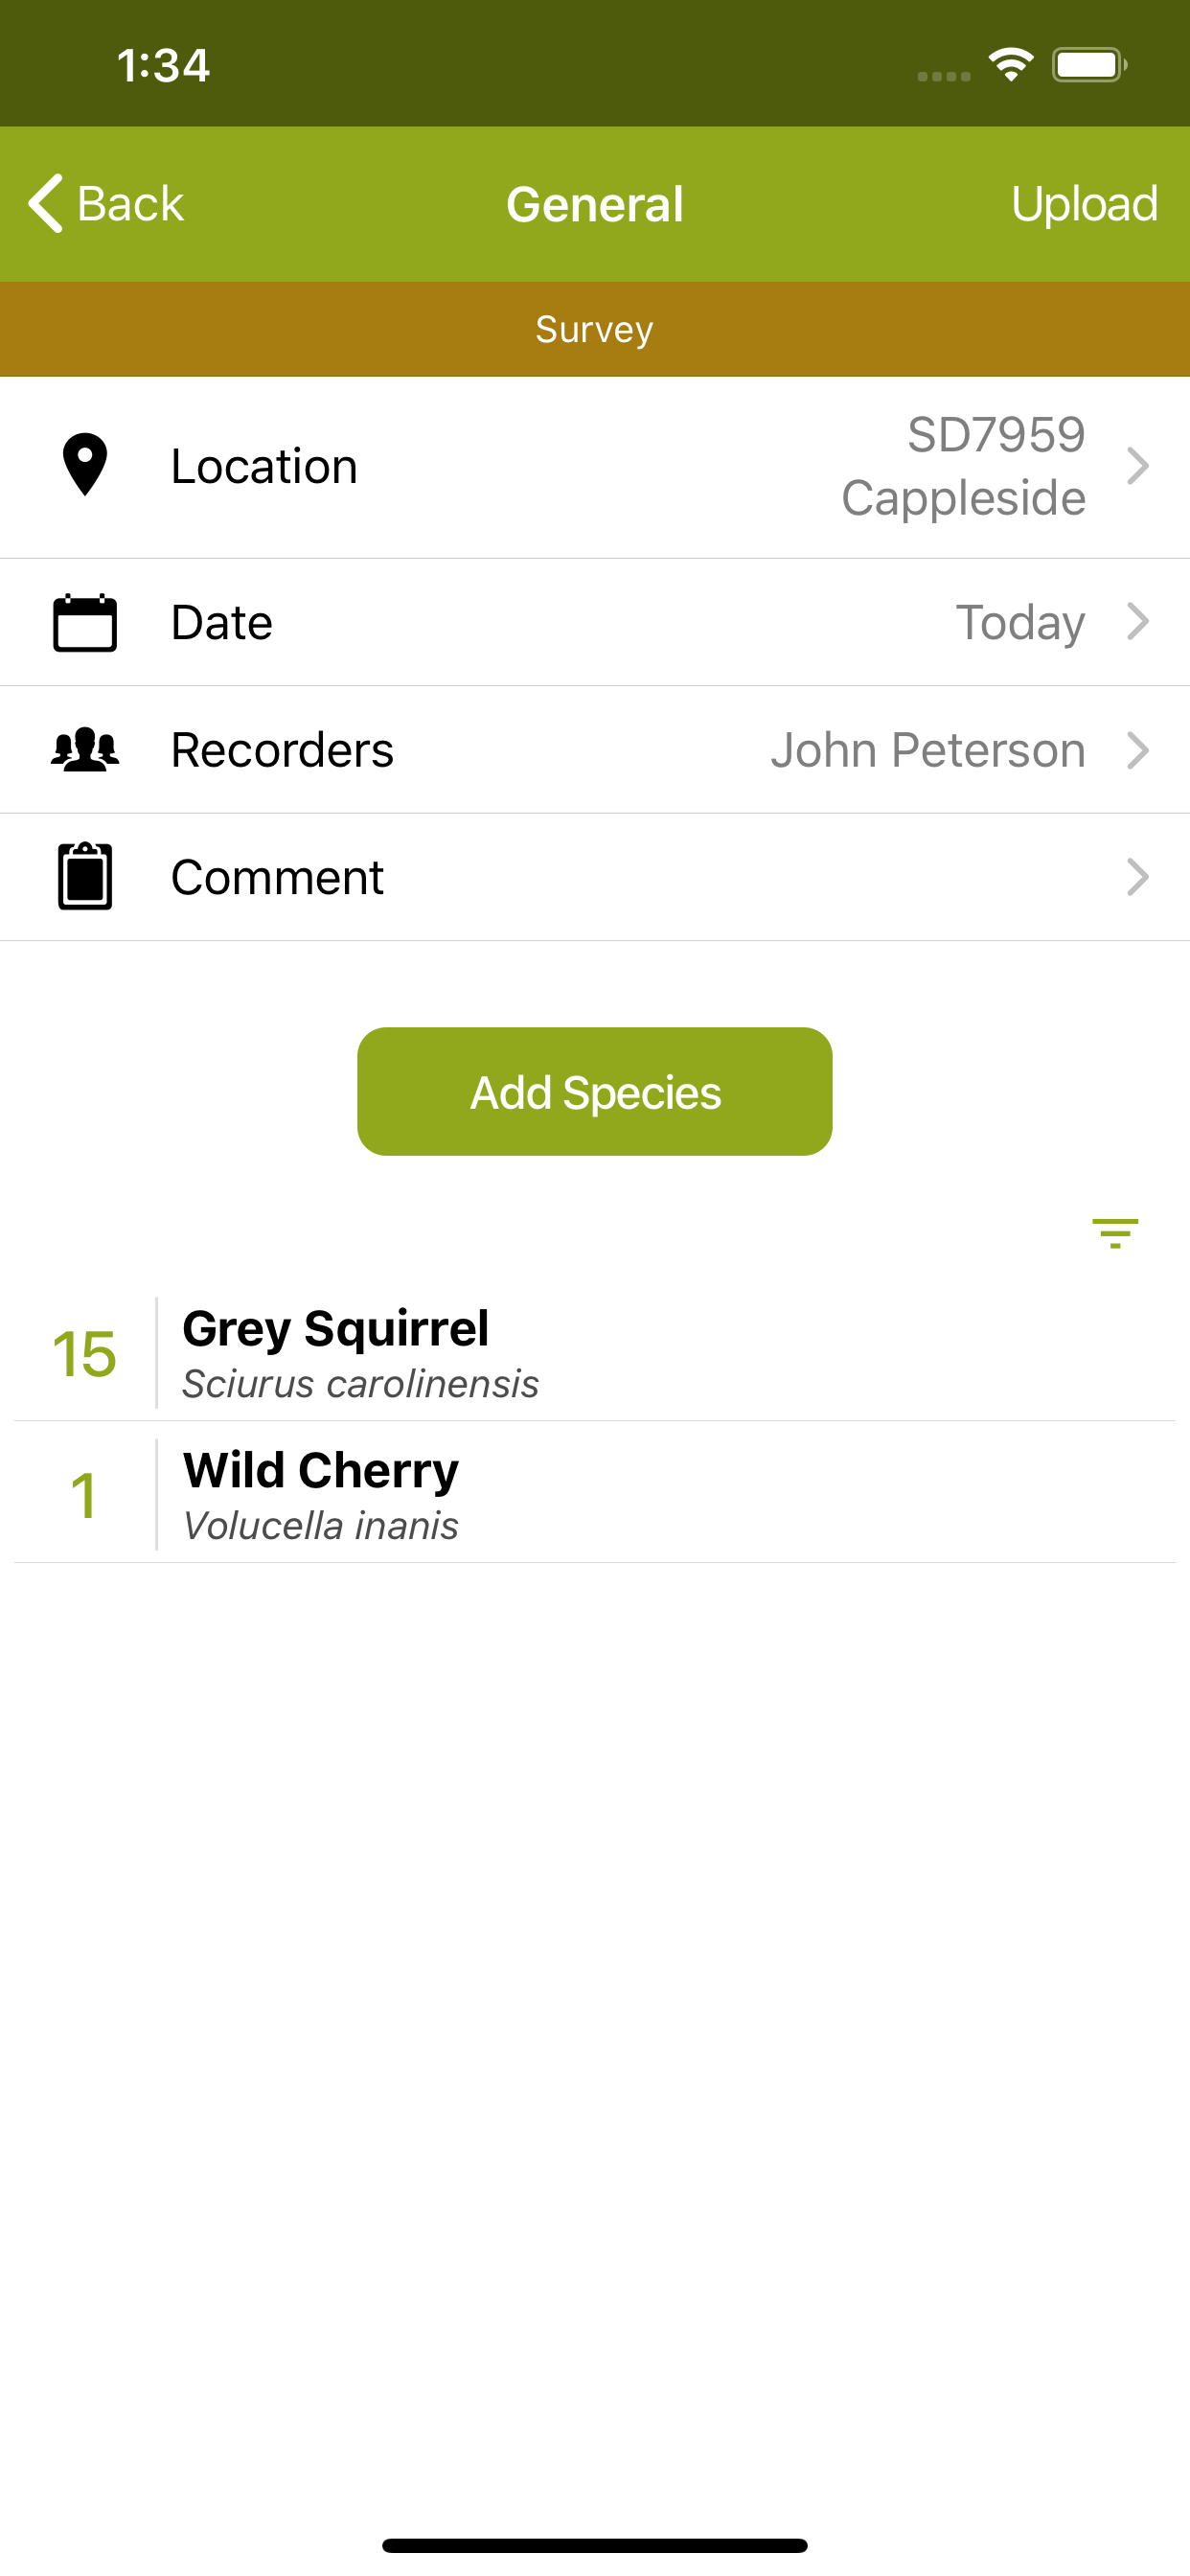 1:34
Back General Upload
Survey
Location SD7959
Cappleside
Date Today
Recorders John Peterson
Comment
Add Species
15 Grey Squirrel
Sciurus carolinensis
1 Wild Cherry
Volucella inanis